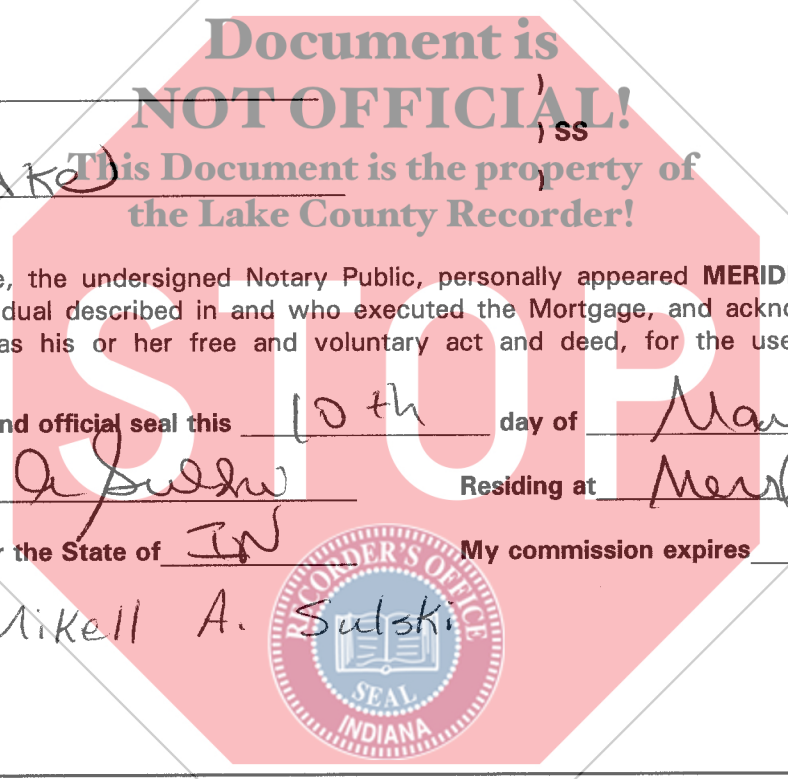 Document is
NOT OFFICIAL!
)
) SS
)
This Document is the property of
the Lake County Recorder!
e, the undersigned Notary Public, personally appeared MERID
dual described in and who executed the Mortgage, and ackno
as his or her free and voluntary act and deed, for the use
nd official seal this 10th day of Mar
Residing at
r the State of IN My commission expires
Mikell A. Sulski
RECORDER'S OFFICE
SEAL
INDIANA
STOP